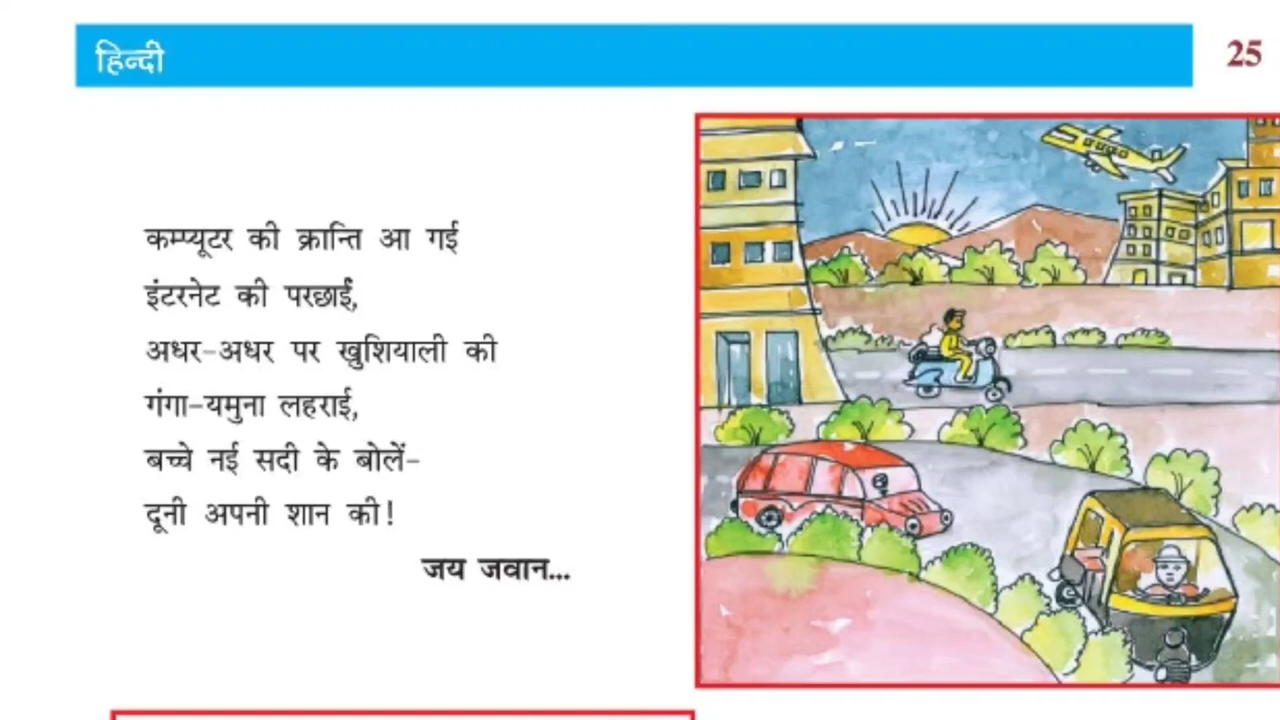 हिन्दी
25
कम्प्यूटर की क्रान्ति आ गई
इंटरनेट की परछाईं,
अधर-अधर पर खुशियाली की
गंगा-यमुना लहराई,
बच्चे नई सदी के बोलें-
दूनी अपनी शान की!
जय जवान...